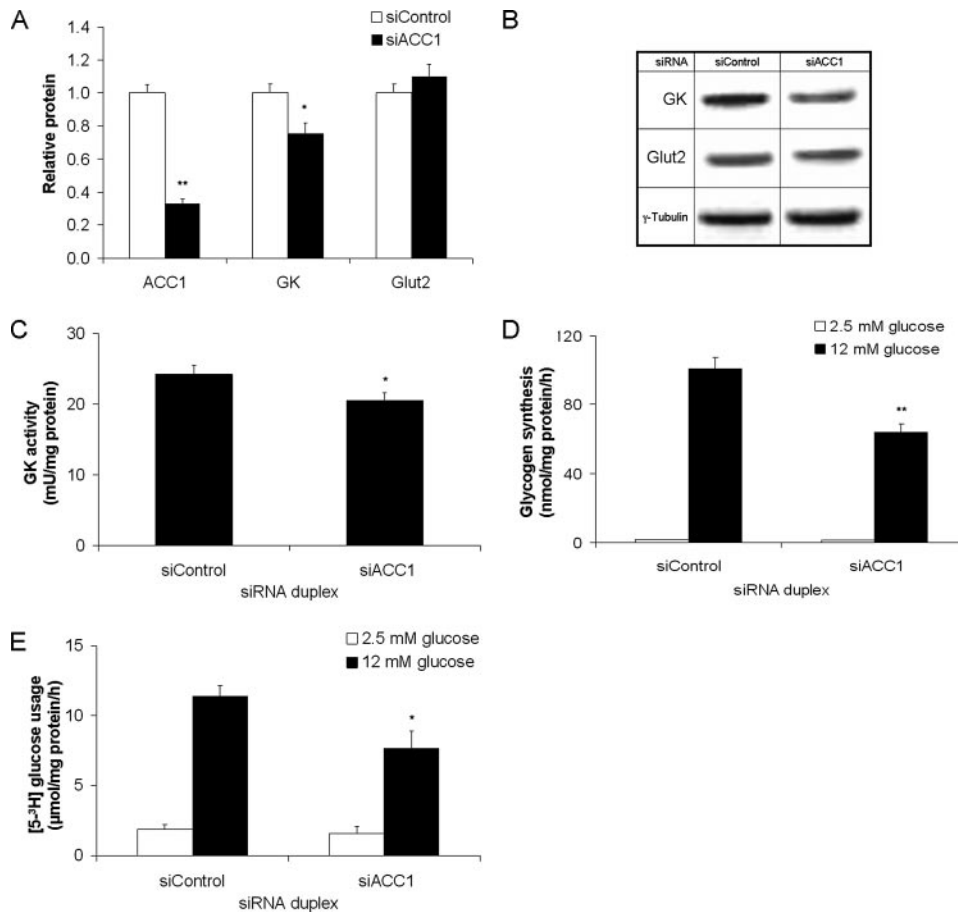 A
siControl
siACC1
Relative protein
1.4
1.2
1.0
0.8
0.6
0.4
0.2
0.0
**
*
ACC1 GK Glut2
B
siRNA siControl siACC1
GK
Glut2
γ-Tubulin
C
GK activity
(mU/mg protein)
30
20
10
0
*
siControl siACC1
siRNA duplex
D
2.5 mM glucose
12 mM glucose
Glycogen synthesis
(nmol/mg protein/h)
120
80
40
0
**
siControl siACC1
siRNA duplex
E
2.5 mM glucose
12 mM glucose
[5-³H] glucose usage
(µmol/mg protein/h)
15
10
5
0
*
siControl siACC1
siRNA duplex